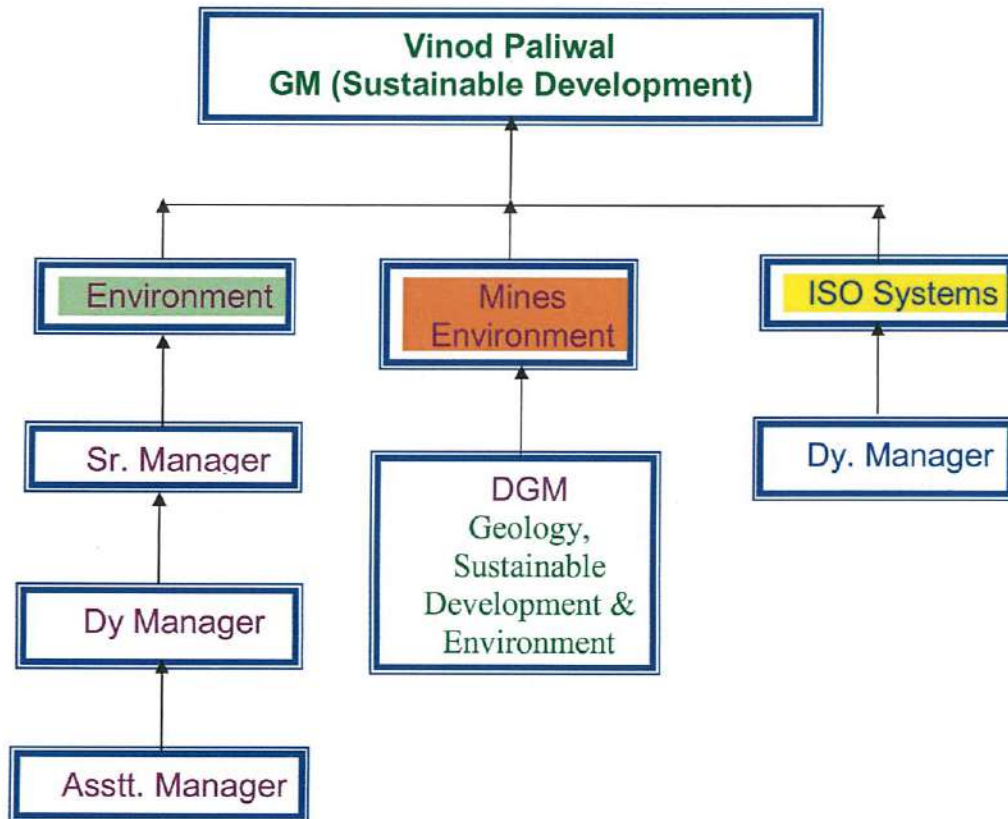 Vinod Paliwal
GM (Sustainable Development)
Environment
Mines
Environment
ISO Systems
Sr. Manager
DGM
Geology,
Sustainable
Development &
Environment
Dy. Manager
Dy Manager
Asstt. Manager